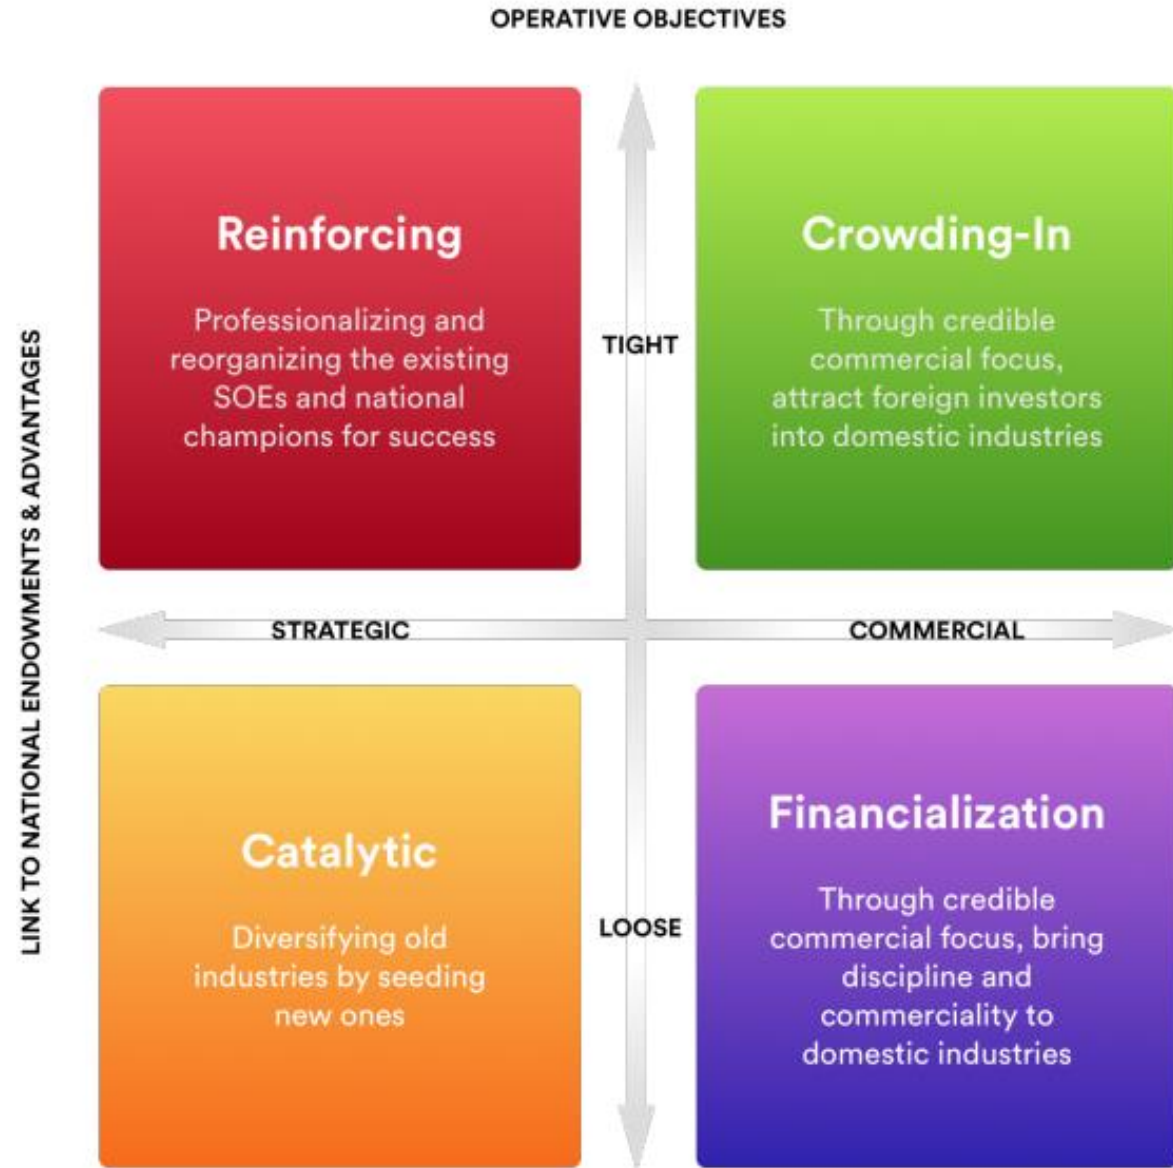 OPERATIVE OBJECTIVES
Reinforcing
Professionalizing and
reorganizing the existing
SOEs and national
champions for success
Crowding-In
Through credible
commercial focus,
attract foreign investors
into domestic industries
TIGHT
LINK TO NATIONAL ENDOWMENTS & ADVANTAGES
STRATEGIC
COMMERCIAL
Catalytic
Diversifying old
industries by seeding
new ones
LOOSE
Financialization
Through credible
commercial focus, bring
discipline and
commerciality to
domestic industries